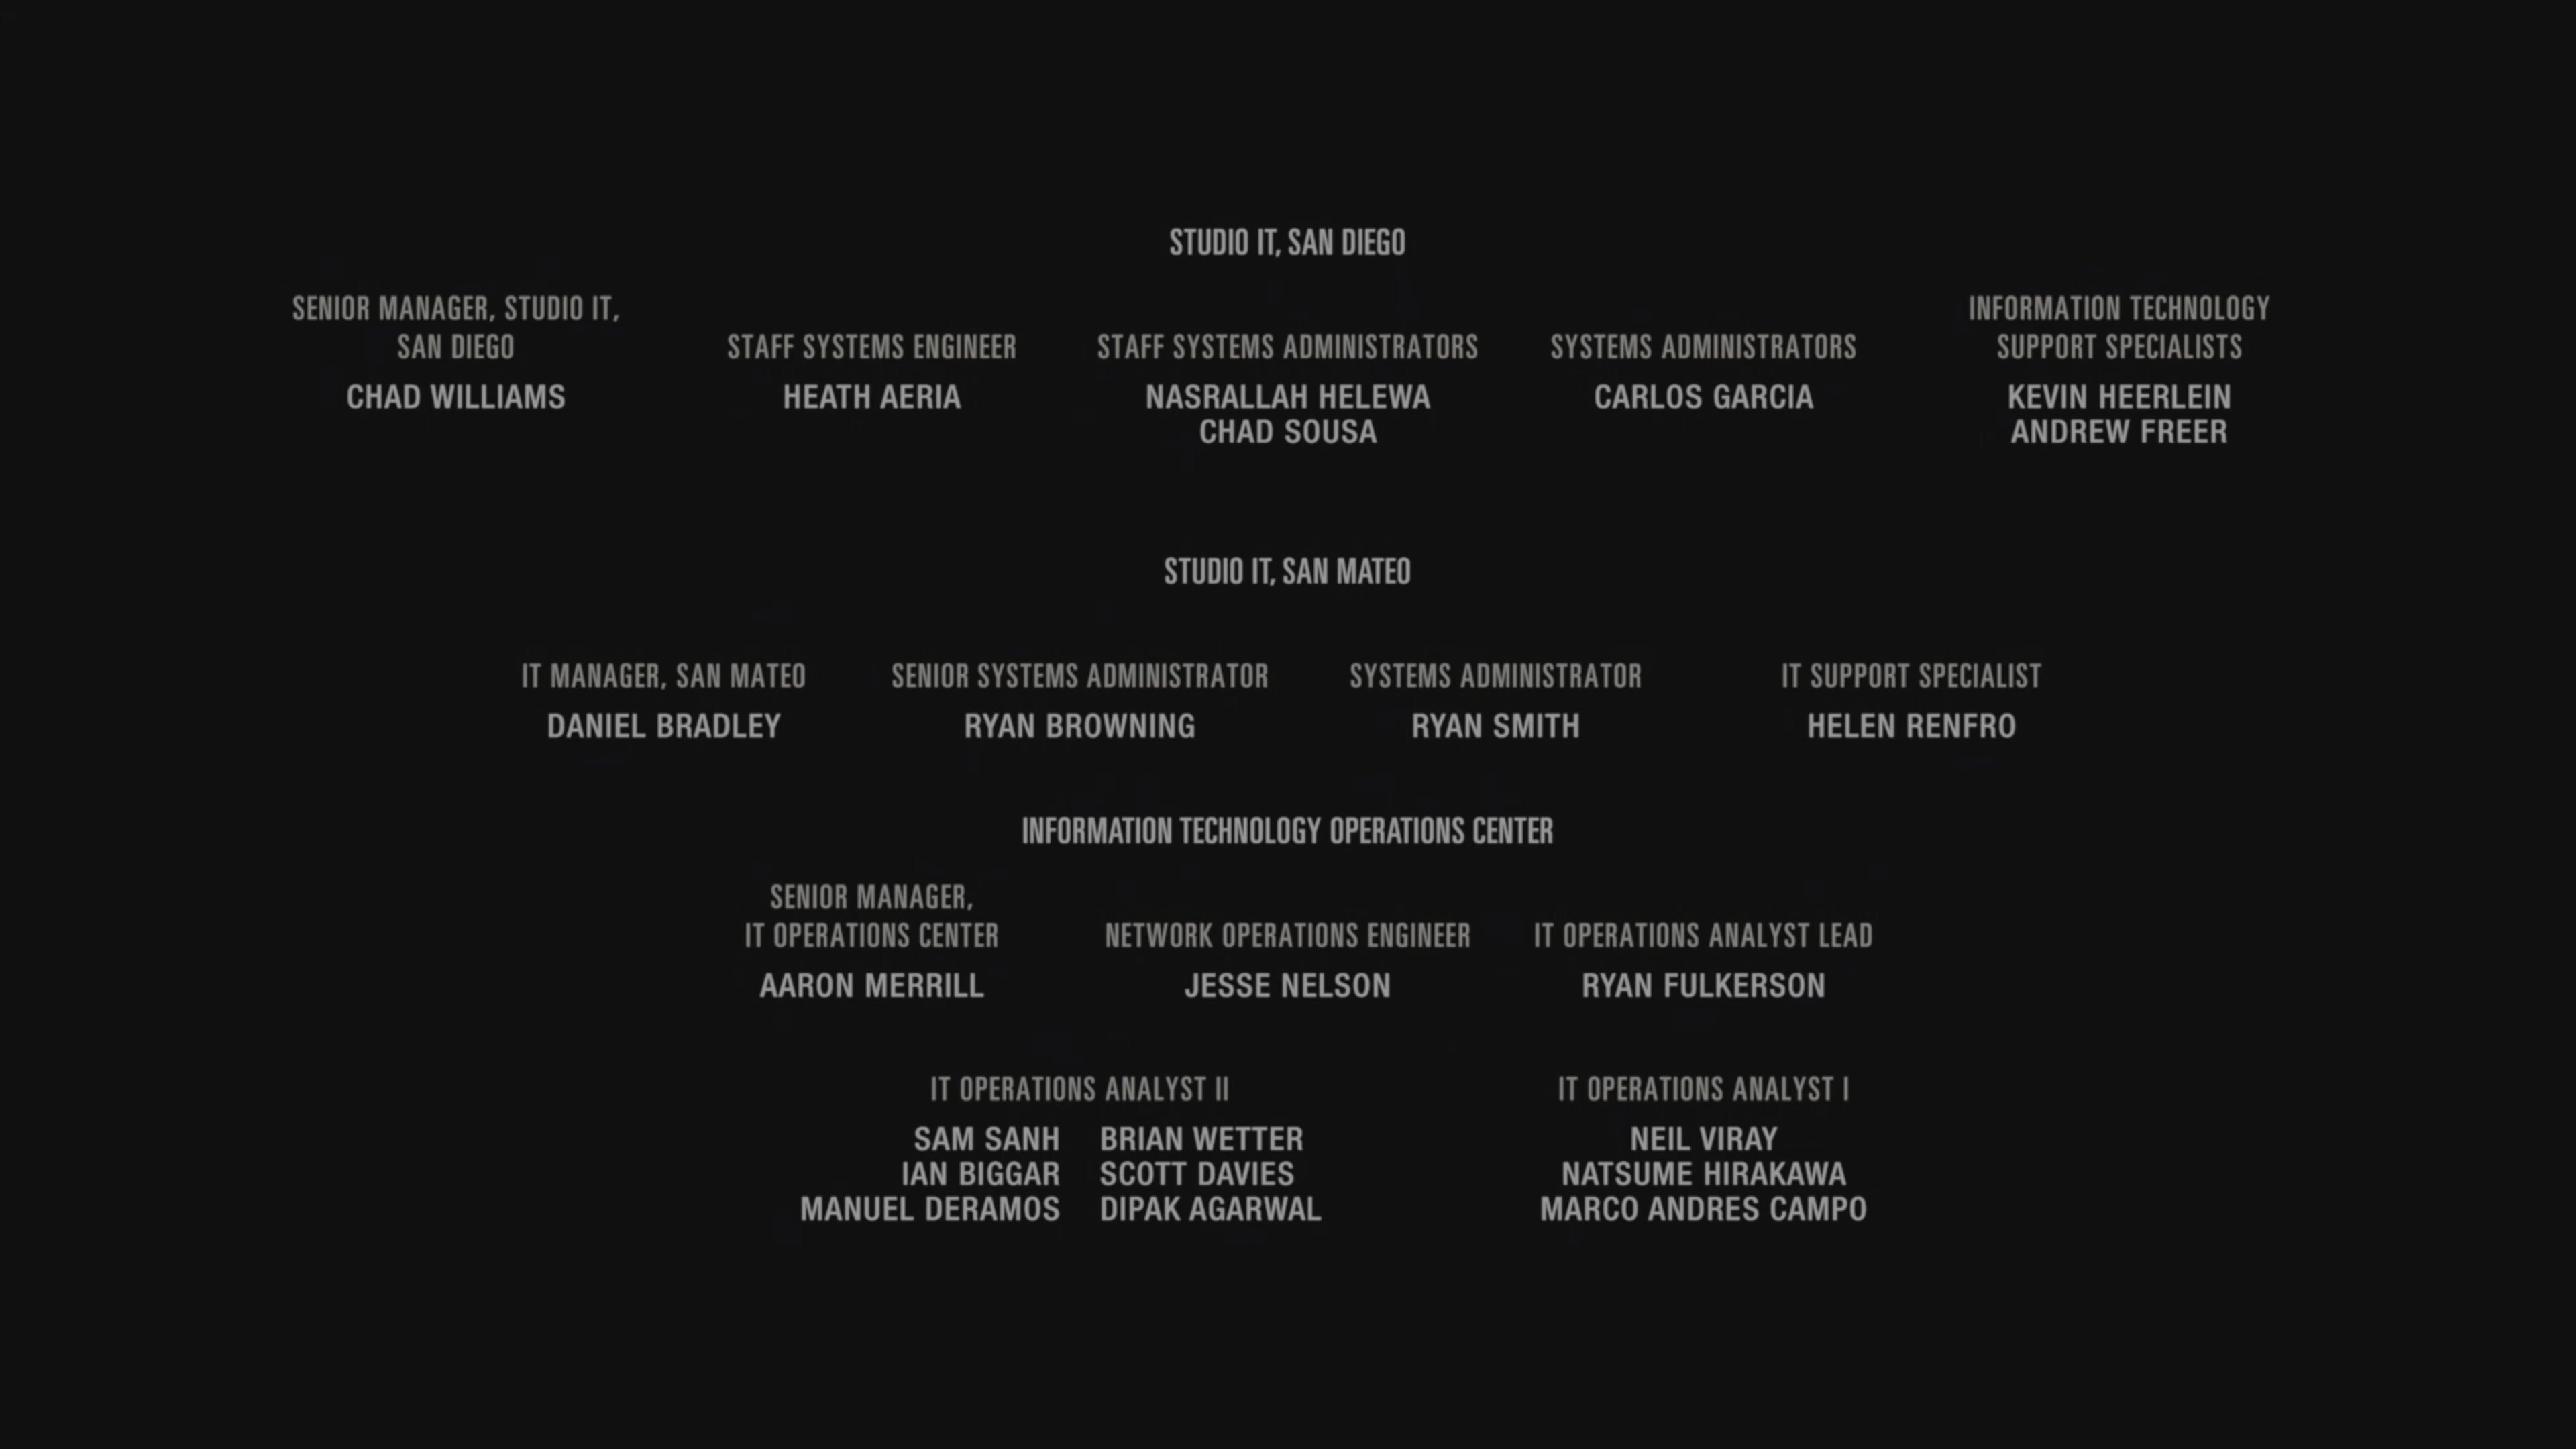 STUDIO IT, SAN DIEGO
SENIOR MANAGER, STUDIO IT,
SAN DIEGO
CHAD WILLIAMS
STAFF SYSTEMS ENGINEER
HEATH AERIA
STAFF SYSTEMS ADMINISTRATORS
NASRALLAH HELEWA
CHAD SOUSA
SYSTEMS ADMINISTRATORS
CARLOS GARCIA
INFORMATION TECHNOLOGY
SUPPORT SPECIALISTS
KEVIN HEERLEIN
ANDREW FREER
STUDIO IT, SAN MATEO
IT MANAGER, SAN MATEO
DANIEL BRADLEY
SENIOR SYSTEMS ADMINISTRATOR
RYAN BROWNING
SYSTEMS ADMINISTRATOR
RYAN SMITH
IT SUPPORT SPECIALIST
HELEN RENFRO
INFORMATION TECHNOLOGY OPERATIONS CENTER
SENIOR MANAGER,
IT OPERATIONS CENTER
AARON MERRILL
NETWORK OPERATIONS ENGINEER
JESSE NELSON
IT OPERATIONS ANALYST LEAD
RYAN FULKERSON
IT OPERATIONS ANALYST II
SAM SANH BRIAN WETTER
IAN BIGGAR SCOTT DAVIES
MANUEL DERAMOS DIPAK AGARWAL
IT OPERATIONS ANALYST I
NEIL VIRAY
NATSUME HIRAKAWA
MARCO ANDRES CAMPO